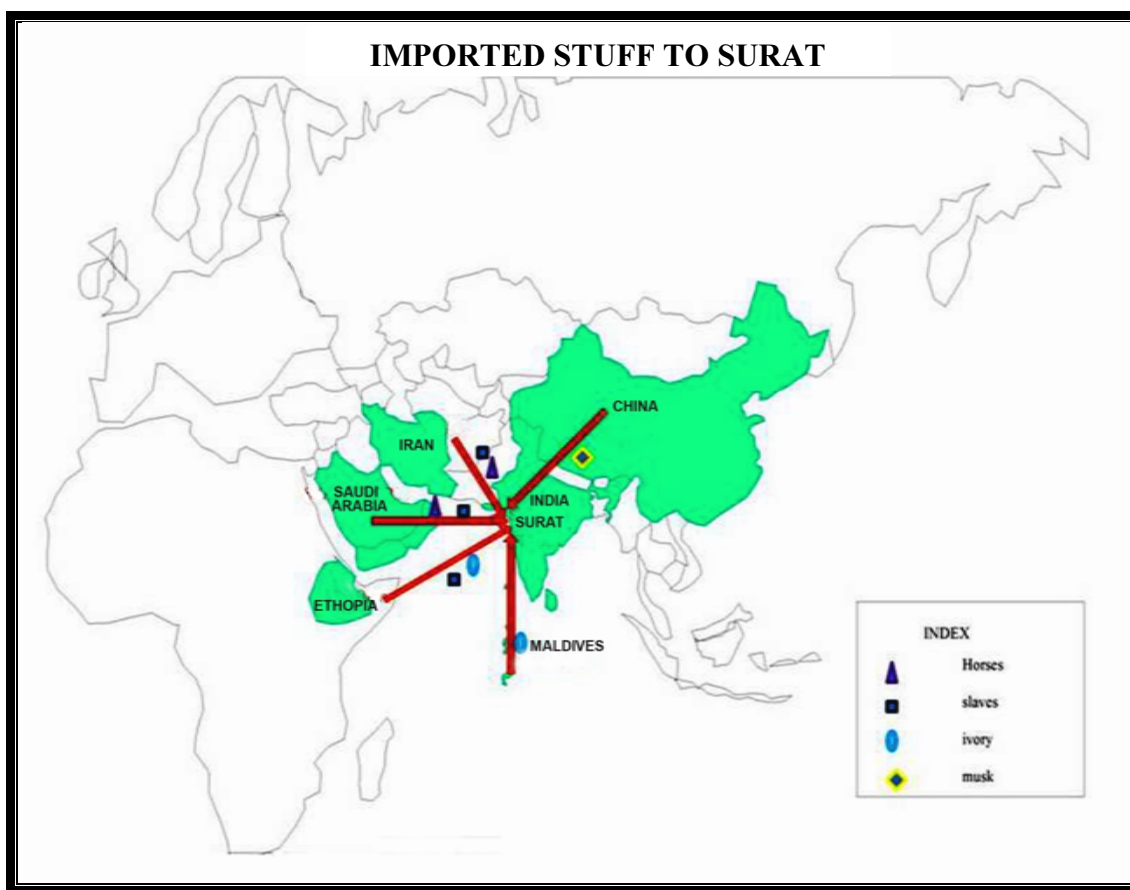 IMPORTED STUFF TO SURAT
CHINA
IRAN
SAUDI
ARABIA
INDIA
SURAT
ETHOPIA
MALDIVES
INDEX
Horses
slaves
ivory
musk